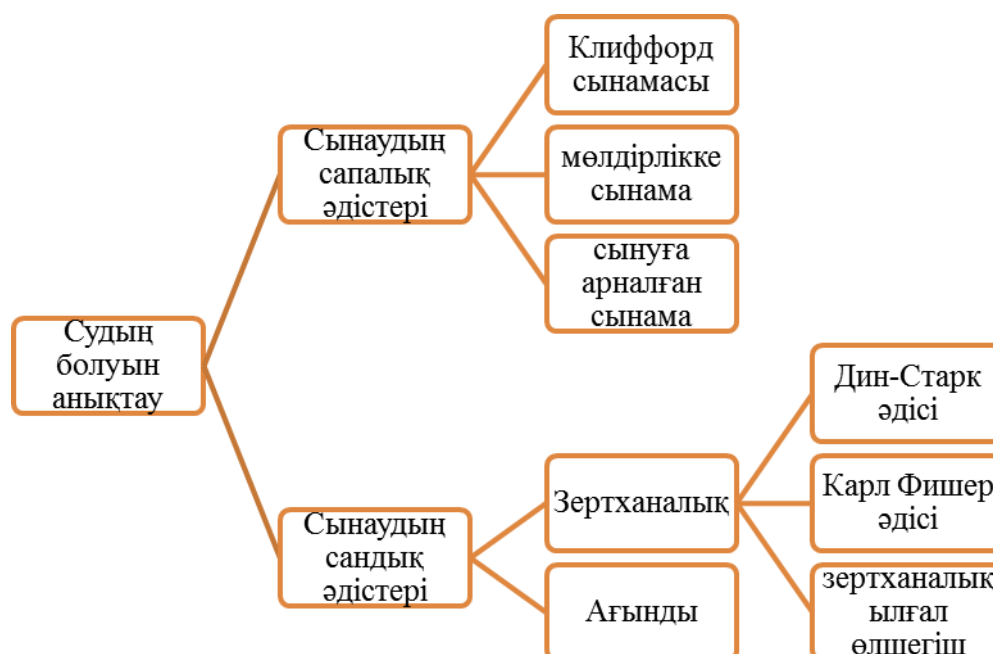 Судың
болуын
анықтау
Сынаудың
сапалық
әдістері
Клиффорд
сынамасы
мөлдірлікке
сынама
сынуға
арналған
сынама
Сынаудың
сандық
әдістері
Зертханалық
Дин-Старк
әдісі
Карл Фишер
әдісі
зертханалық
ылғал
өлшегіш
Ағынды